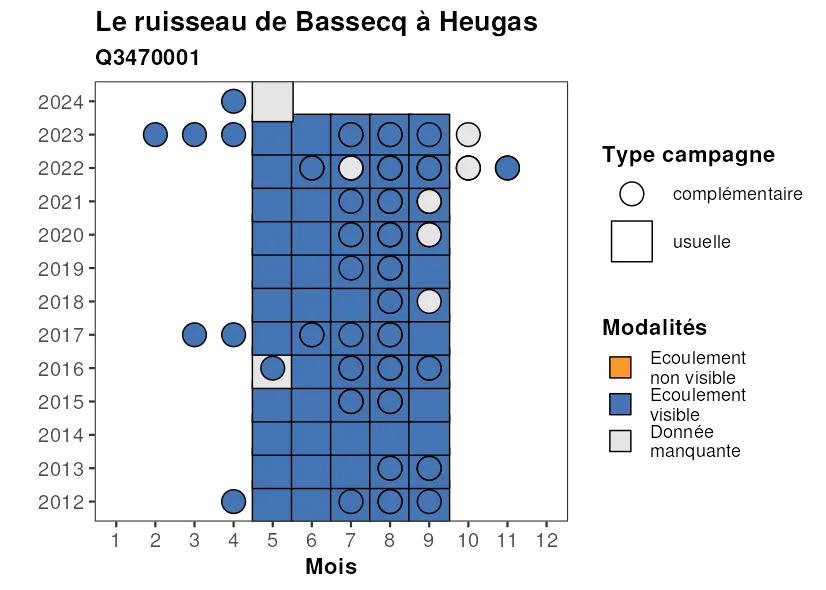 Le ruisseau de Bassecq à Heugas
Q3470001
2024
2023
2022
2021
2020
2019
2018
2017
2016
2015
2014
2013
2012
1 2 3 4 5 6 7 8 9 10 11 12
Mois
Type campagne
complémentaire
usuelle
Modalités
Ecoulement
non visible
Ecoulement
visible
Donnée
manquante